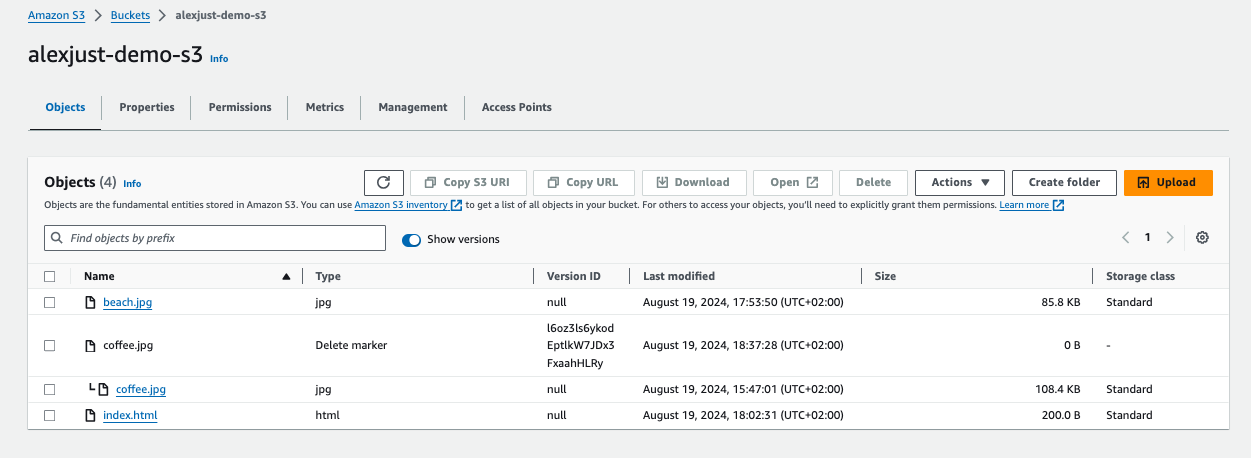 Amazon S3 > Buckets > alexjust-demo-s3
alexjust-demo-s3 Info
Objects Properties Permissions Metrics Management Access Points
Objects (4) Info Copy S3 URI Copy URL Download Open Delete Actions Create folder Upload
Objects are the fundamental entities stored in Amazon S3. You can use Amazon S3 inventory to get a list of all objects in your bucket. For others to access your objects, you'll need to explicitly grant them permissions. Learn more
Find objects by prefix Show versions 1
Name Type Version ID Last modified Size Storage class
beach.jpg jpg null August 19, 2024, 17:53:50 (UTC+02:00) 85.8 KB Standard
l6oz3ls6ykod
coffee.jpg Delete marker EptlkW7JDx3 August 19, 2024, 18:37:28 (UTC+02:00) 0 B -
FxaahHLRy
coffee.jpg jpg null August 19, 2024, 15:47:01 (UTC+02:00) 108.4 KB Standard
index.html html null August 19, 2024, 18:02:31 (UTC+02:00) 200.0 B Standard